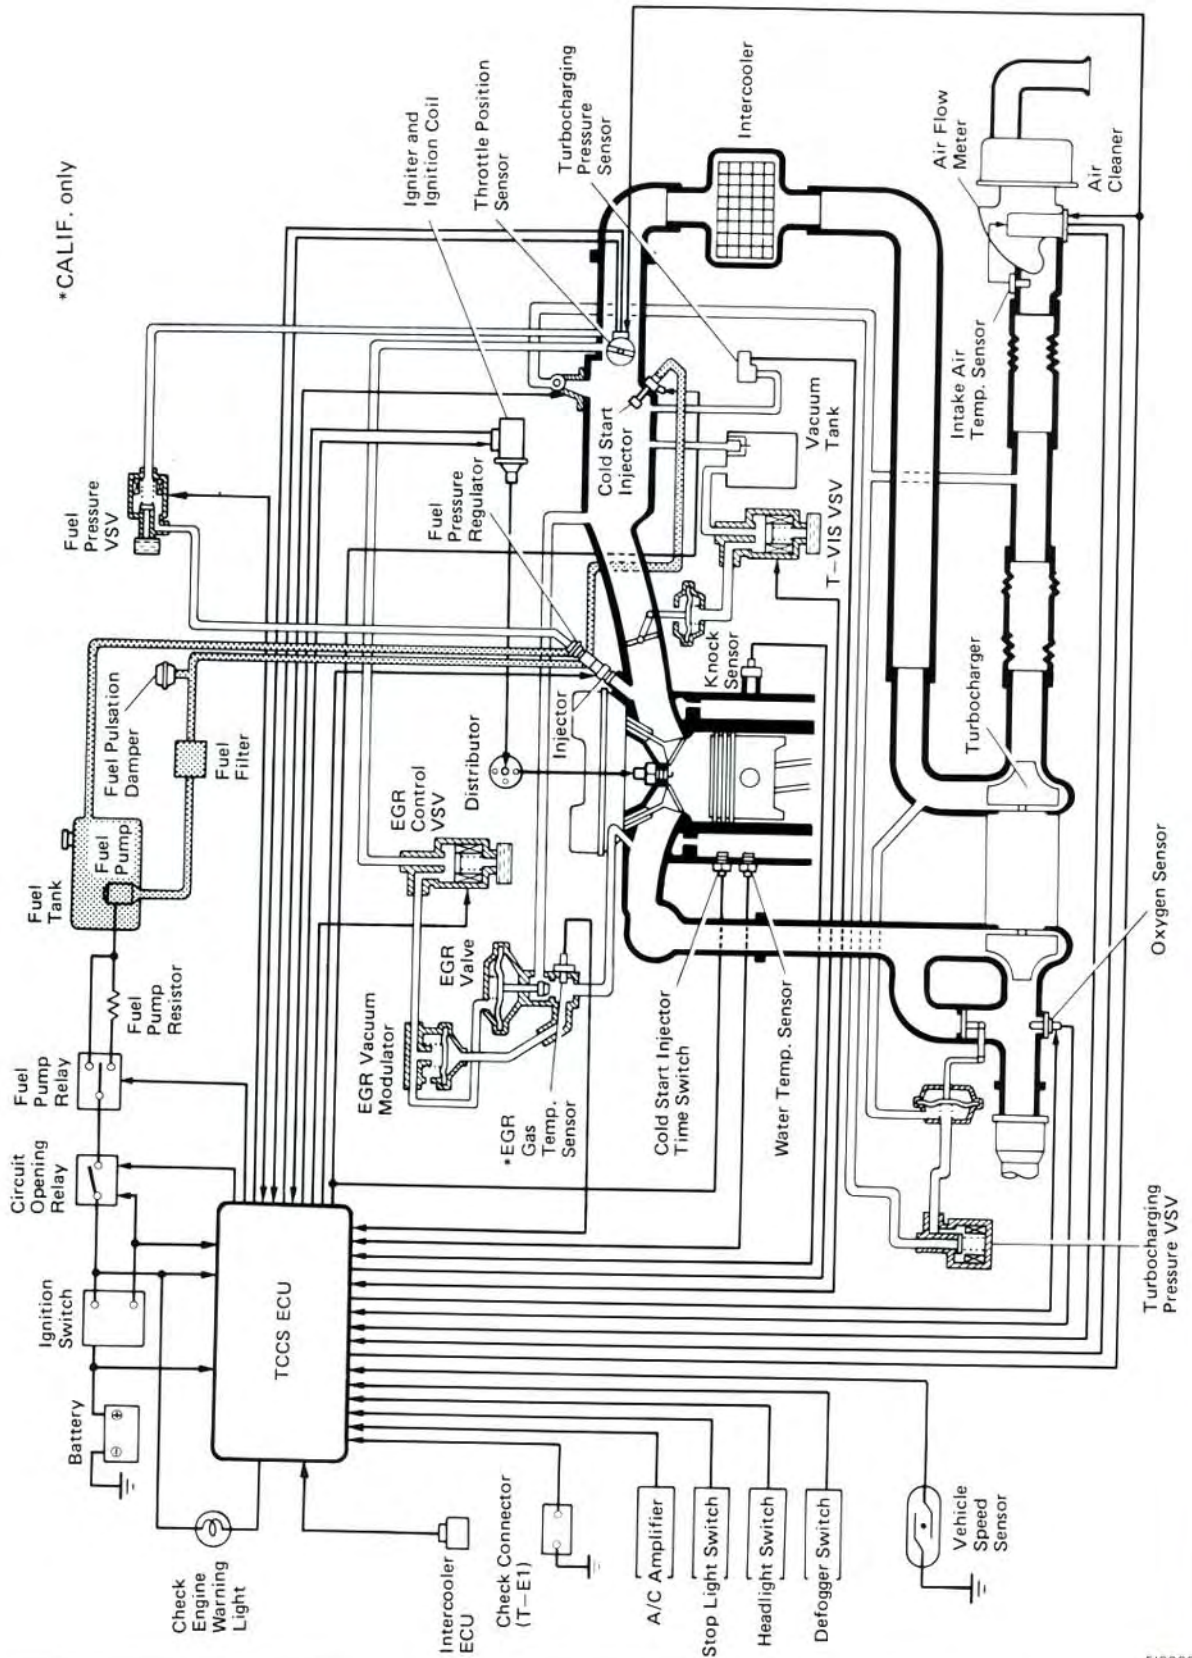 *CALIF. only
Fuel
Tank
Fuel
Pump
Fuel Pulsation
Damper
Fuel
Filter
Fuel
Pressure
VSV
Igniter and
Ignition Coil
Throttle Position
Sensor
Turbocharging
Pressure
Sensor
Intercooler
Air Flow
Meter
Air
Cleaner
Fuel
Pump
Resistor
Fuel
Pump
Relay
Circuit
Opening
Relay
Ignition
Switch
Battery
Check
Engine
Warning
Light
TCCS ECU
EGR
Control
VSV
Distributor
Injector
Fuel
Pressure
Regulator
Cold Start
Injector
Vacuum
Tank
T-VIS VSV
Knock
Sensor
Intake Air
Temp. Sensor
EGR
Valve
EGR Vacuum
Modulator
*EGR
Gas
Temp.
Sensor
Cold Start Injector
Time Switch
Water Temp. Sensor
Turbocharger
Oxygen Sensor
Turbocharging
Pressure VSV
Intercooler
ECU
Check Connector
(T-E1)
A/C Amplifier
Stop Light Switch
Headlight Switch
Defogger Switch
Vehicle
Speed
Sensor